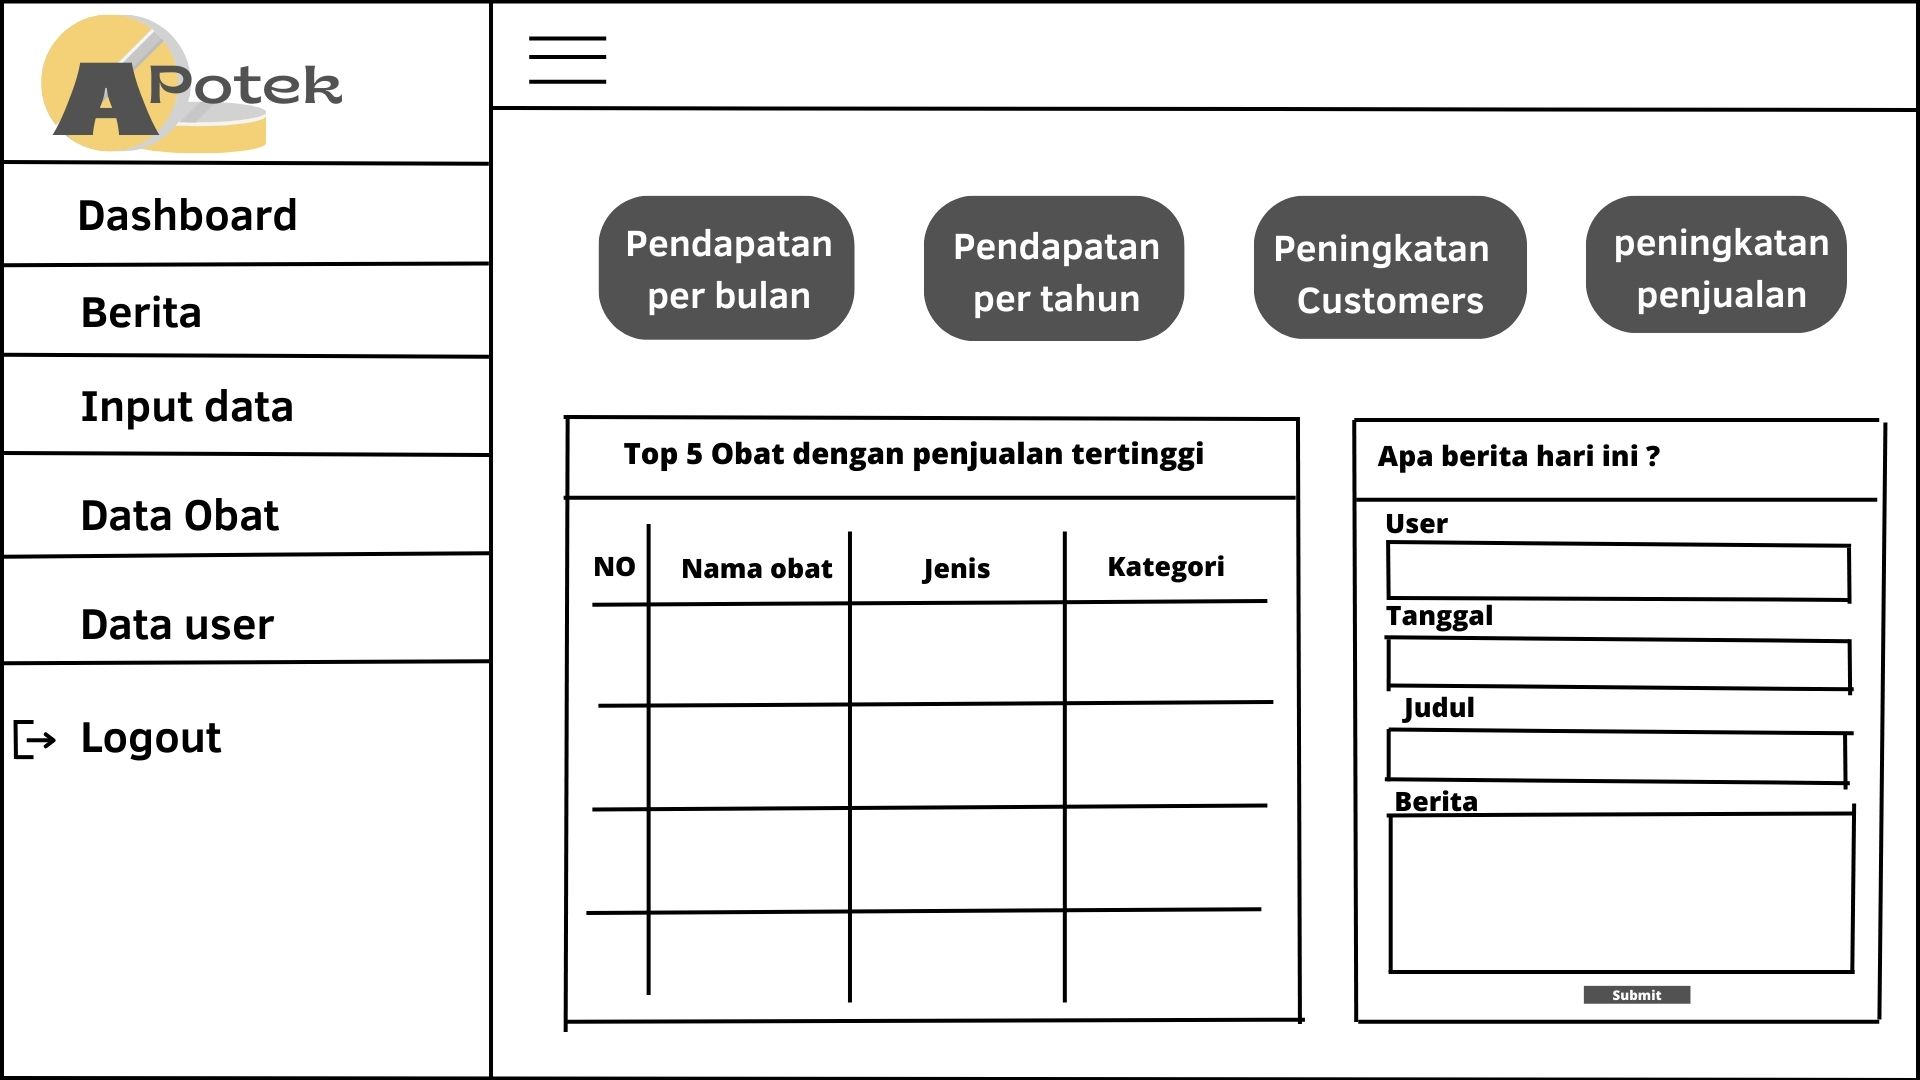 APotek
Dashboard
Berita
Input data
Data Obat
Data user
Logout
Pendapatan
per bulan
Pendapatan
per tahun
Peningkatan
Customers
peningkatan
penjualan
Top 5 Obat dengan penjualan tertinggi
NO Nama obat Jenis Kategori
Apa berita hari ini ?
User
Tanggal
Judul
Berita
Submit